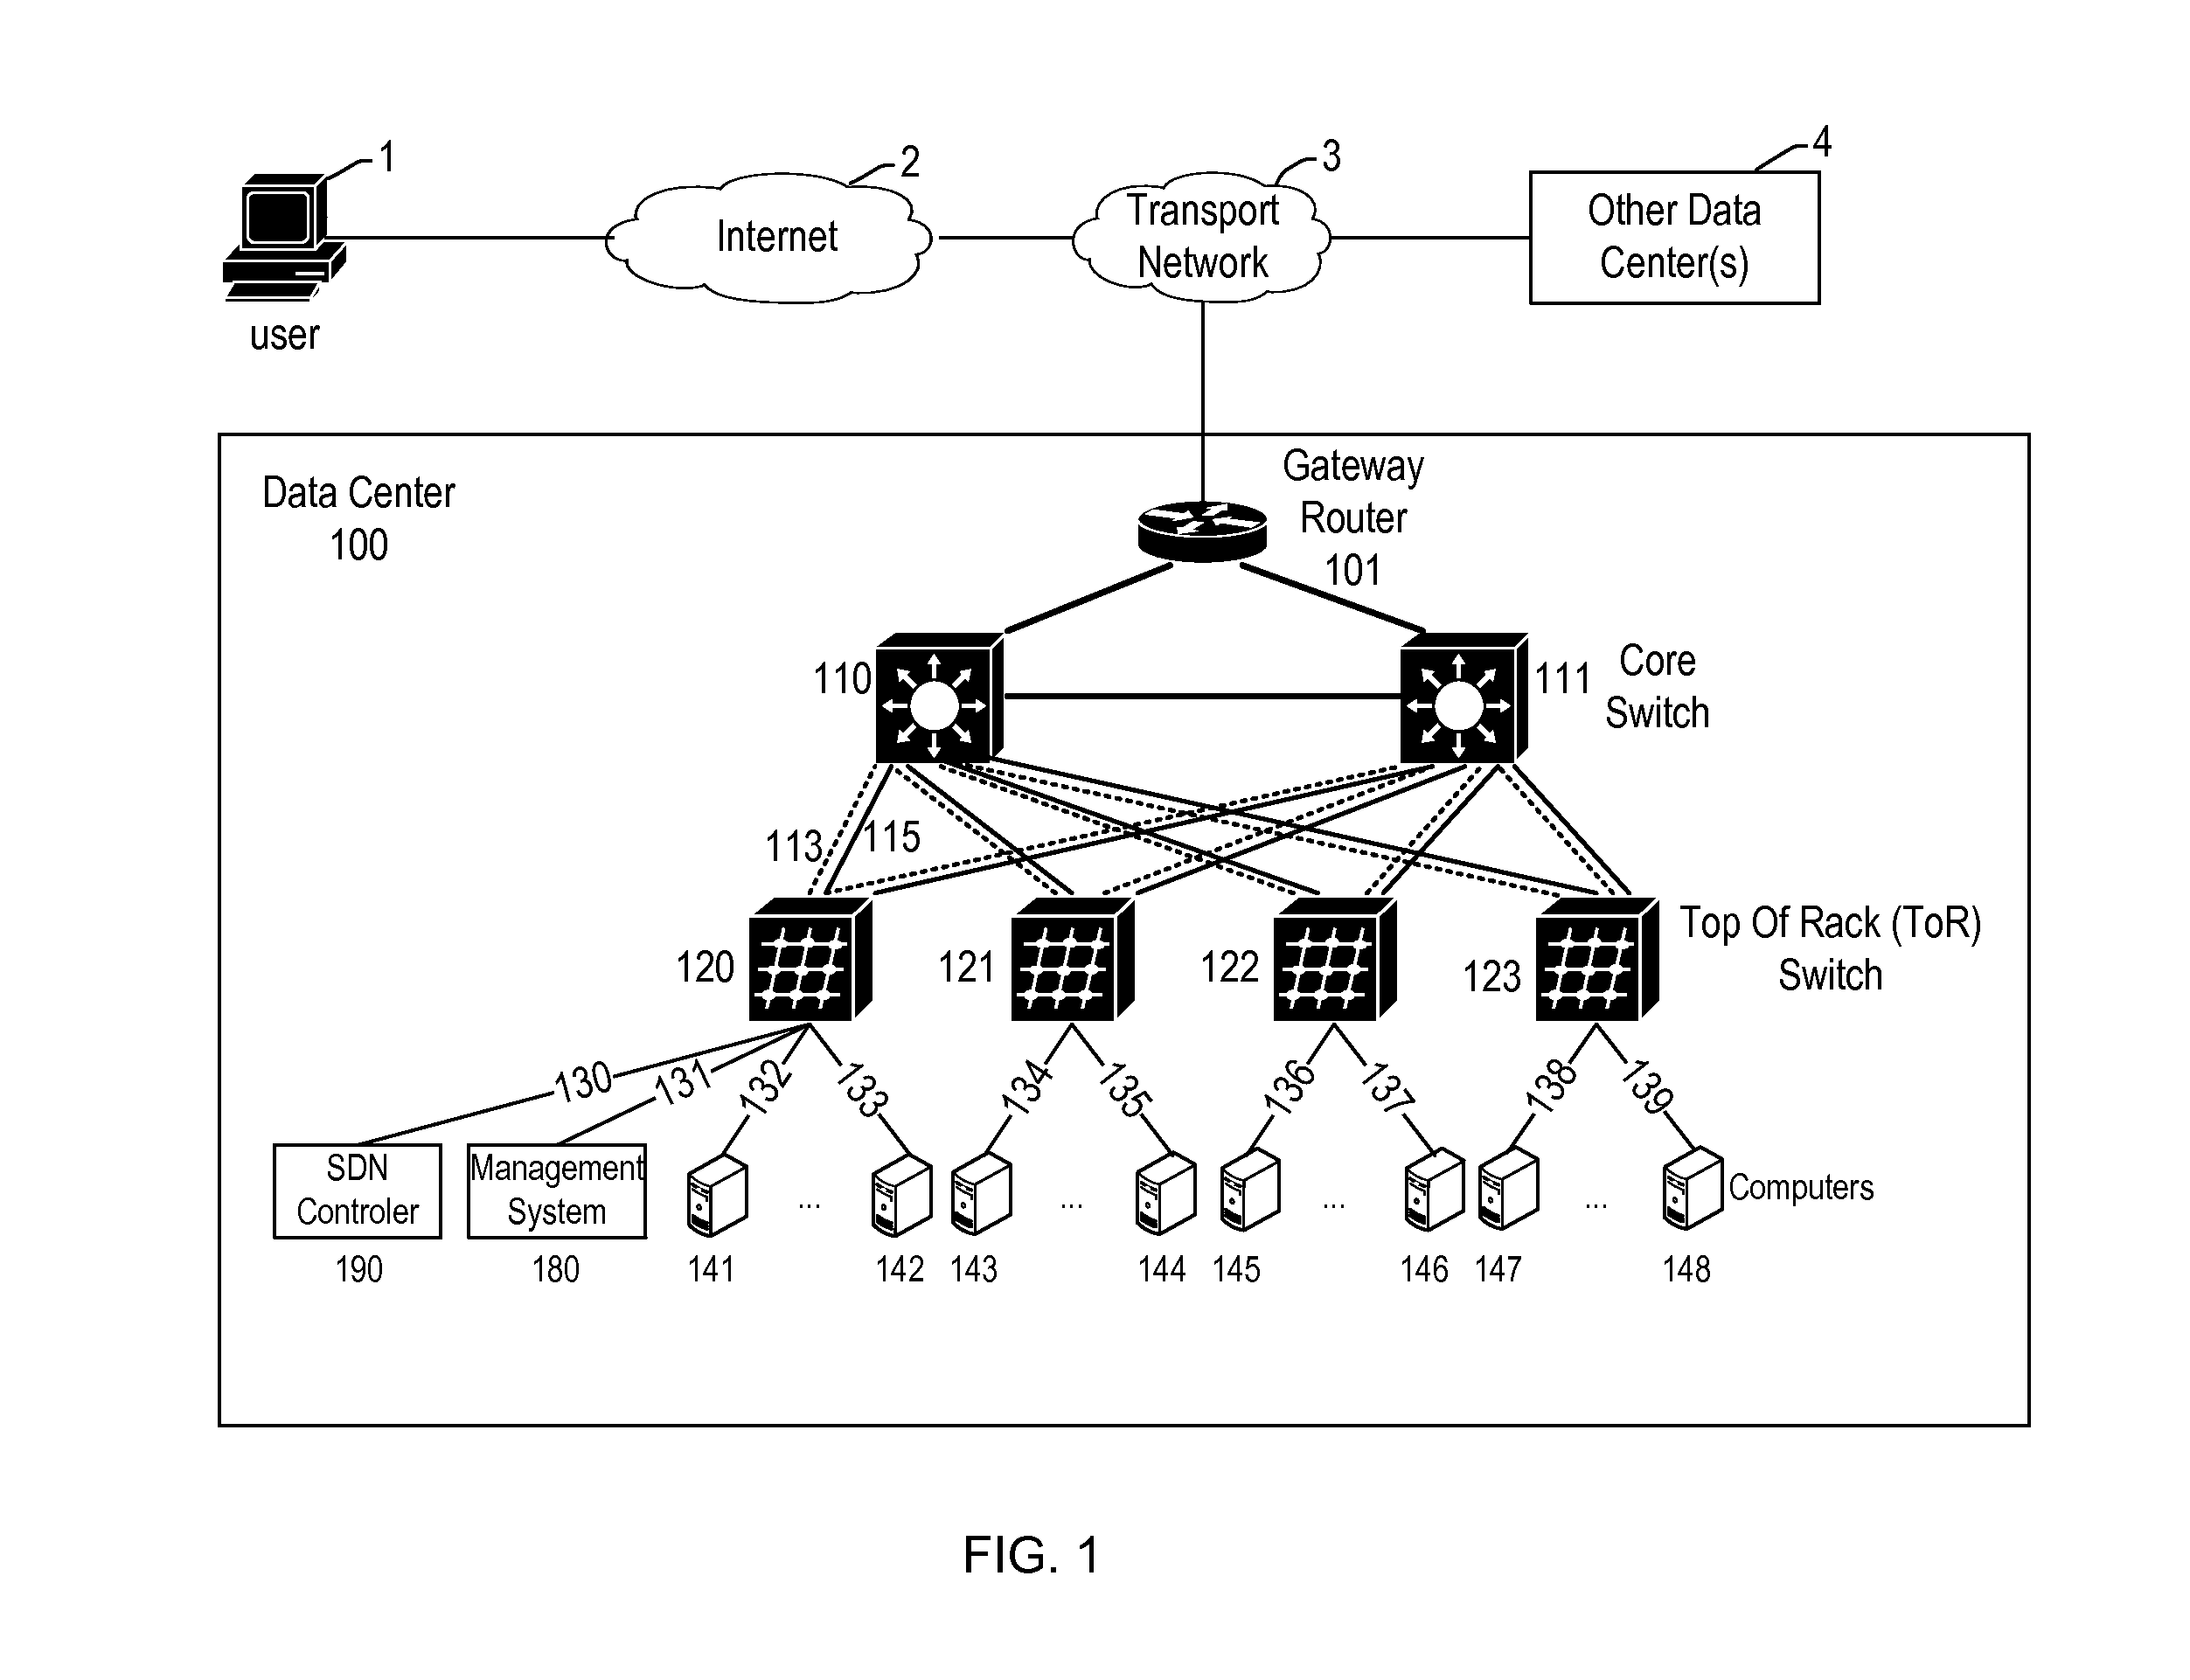 1
2
3
4
Internet
Transport
Network
Other Data
Center(s)
user
Data Center
100
Gateway
Router
101
110
111
Core
Switch
113
115
120
121
122
123
Top Of Rack (ToR)
Switch
130
131
132
133
134
135
136
137
138
139
SDN
Controler
Management
System
...
...
...
...
Computers
190
180
141
142
143
144
145
146
147
148
FIG. 1